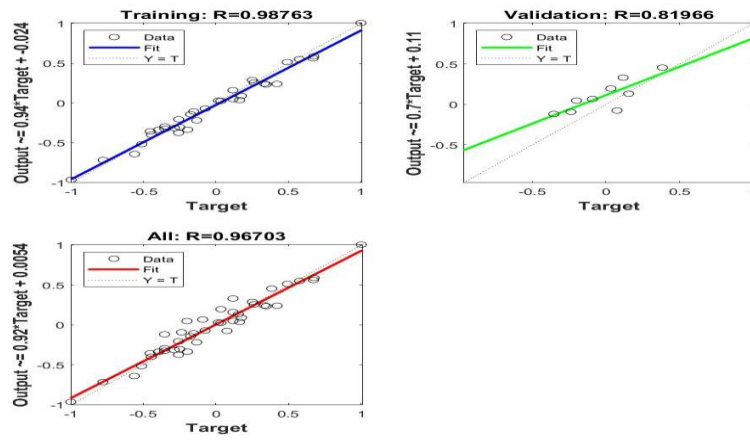 Training: R=0.98763
Output ~= 0.94*Target + -0.024
1
0.5
0
-0.5
-1
Data
Fit
Y = T
-1
-0.5
0
0.5
1
Target
Validation: R=0.81966
Output ~= 0.7*Target + 0.11
1
0.5
0
-0.5
Data
Fit
Y = T
-0.5
0
0.5
1
Target
All: R=0.96703
Output ~= 0.92*Target + 0.0054
1
0.5
0
-0.5
-1
Data
Fit
Y = T
-1
-0.5
0
0.5
1
Target